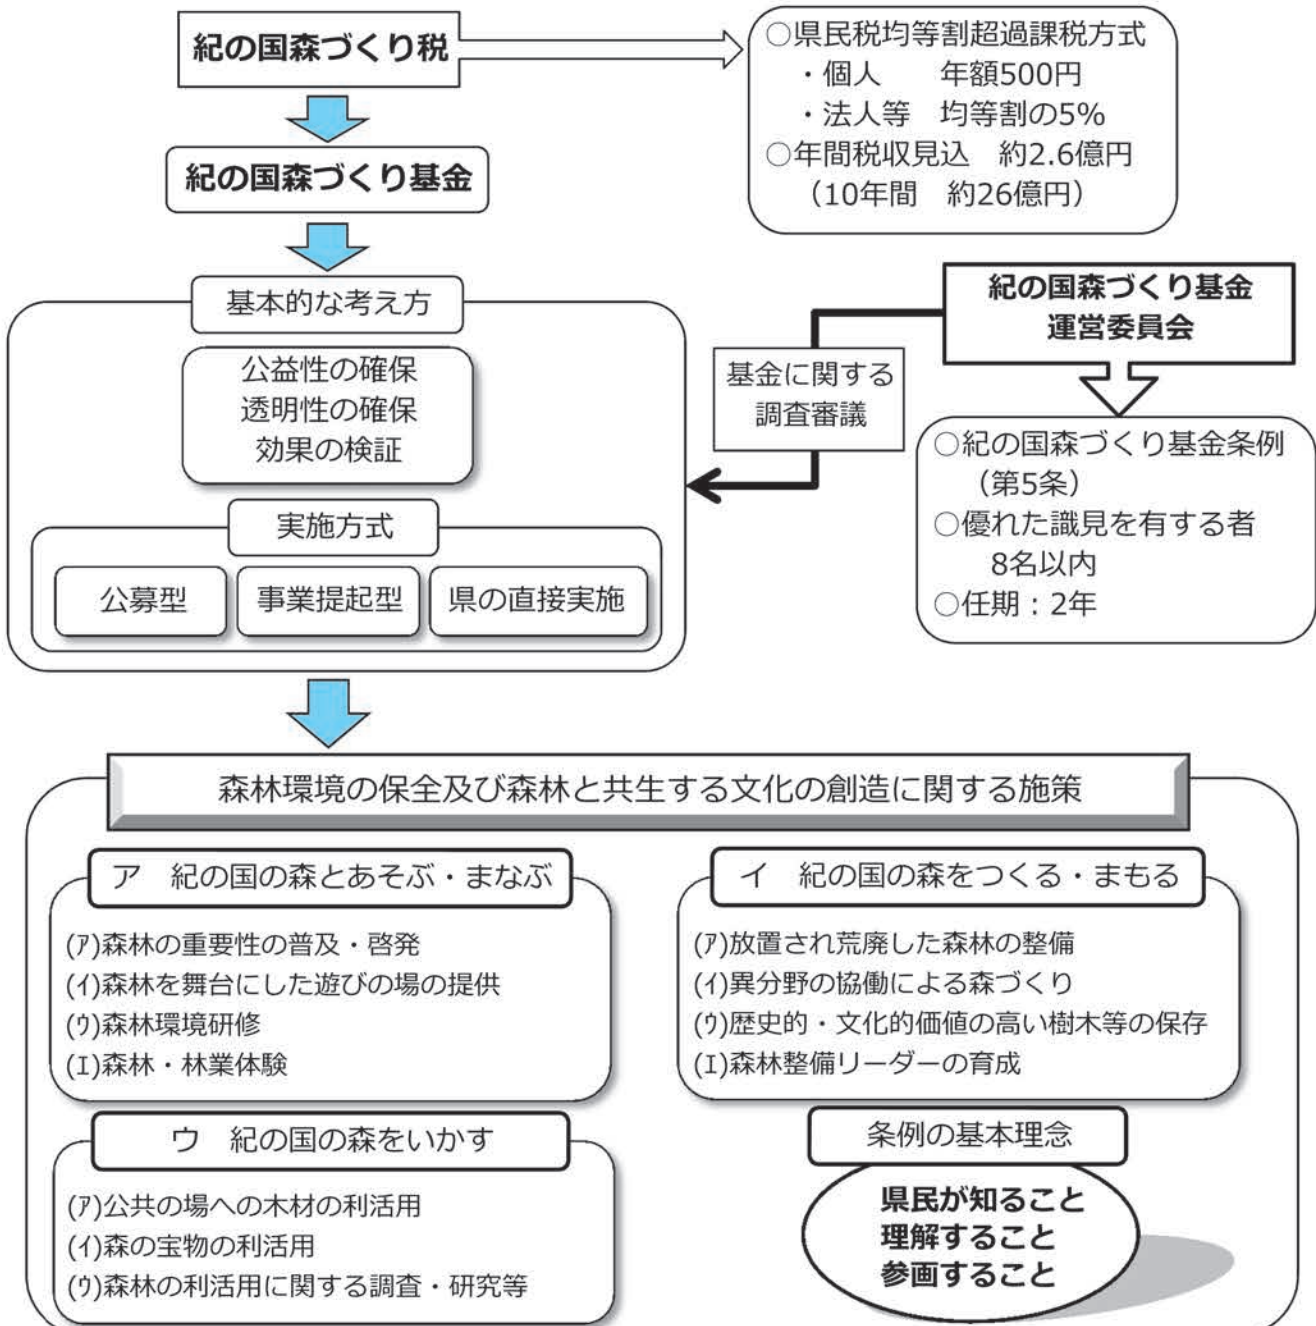 紀の国森づくり税
○県民税均等割超過課税方式
・個人　　年額500円
・法人等　均等割の5%
○年間税収見込　約2.6億円
（10年間　約26億円）
紀の国森づくり基金
基本的な考え方
公益性の確保
透明性の確保
効果の検証
実施方式
公募型
事業提起型
県の直接実施
紀の国森づくり基金
運営委員会
基金に関する
調査審議
○紀の国森づくり基金条例
（第5条）
○優れた識見を有する者
8名以内
○任期：2年
森林環境の保全及び森林と共生する文化の創造に関する施策
ア　紀の国の森とあそぶ・まなぶ
(ｱ)森林の重要性の普及・啓発
(ｲ)森林を舞台にした遊びの場の提供
(ｳ)森林環境研修
(ｴ)森林・林業体験
イ　紀の国の森をつくる・まもる
(ｱ)放置され荒廃した森林の整備
(ｲ)異分野の協働による森づくり
(ｳ)歴史的・文化的価値の高い樹木等の保存
(ｴ)森林整備リーダーの育成
ウ　紀の国の森をいかす
(ｱ)公共の場への木材の利活用
(ｲ)森の宝物の利活用
(ｳ)森林の利活用に関する調査・研究等
条例の基本理念
県民が知ること
理解すること
参画すること